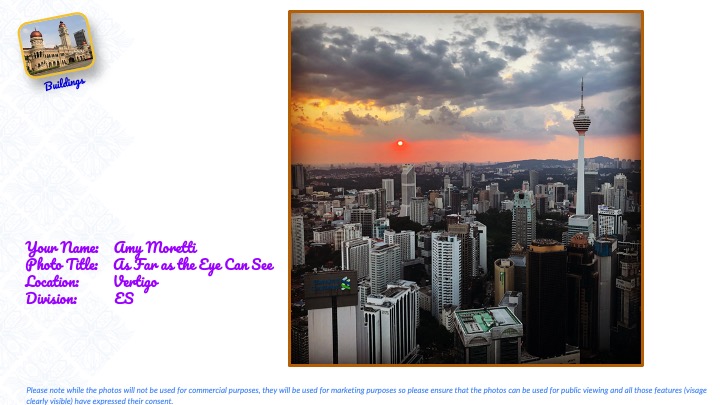 Buildings
Your Name: Amy Moretti
Photo Title: As Far as the Eye Can See
Location: Vertigo
Division: ES
Please note while the photos will not be used for commercial purposes, they will be used for marketing purposes so please ensure that the photos can be used for public viewing and all those features (visage
clearly visible) have expressed their consent.